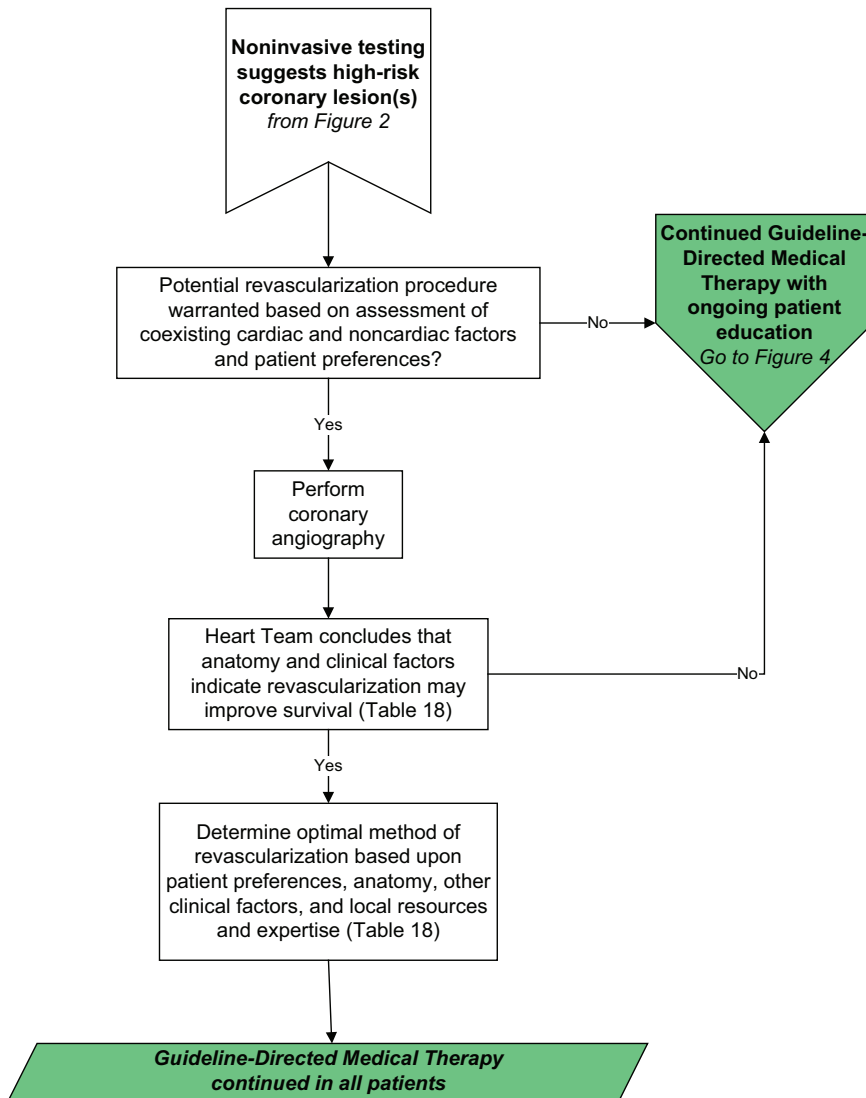 Noninvasive testing
suggests high-risk
coronary lesion(s)
from Figure 2
Continued Guideline-
Directed Medical
Therapy with
ongoing patient
education
Go to Figure 4
Potential revascularization procedure
warranted based on assessment of
coexisting cardiac and noncardiac factors
and patient preferences?
No
Yes
Perform
coronary
angiography
Heart Team concludes that
anatomy and clinical factors
indicate revascularization may
improve survival (Table 18)
No
Yes
Determine optimal method of
revascularization based upon
patient preferences, anatomy, other
clinical factors, and local resources
and expertise (Table 18)
Guideline-Directed Medical Therapy
continued in all patients